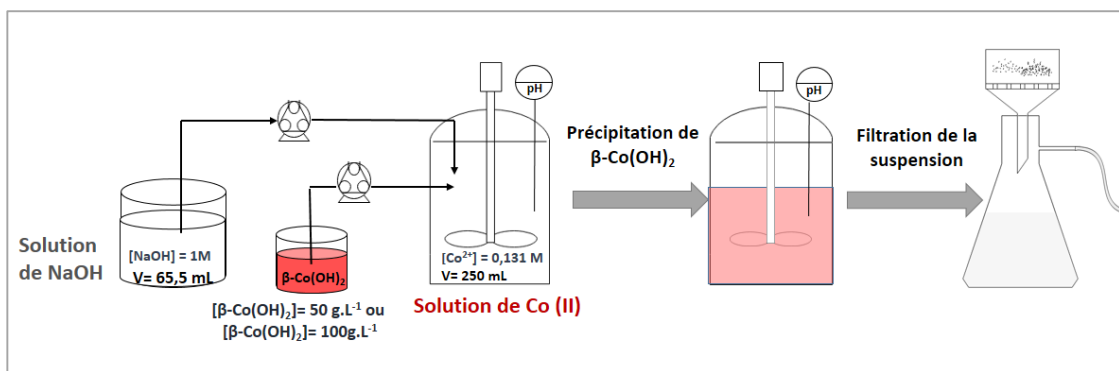 Solution
de NaOH
[NaOH] = 1M
V= 65,5 mL
β-Co(OH)₂
[β-Co(OH)₂]= 50 g.L⁻¹ ou
[β-Co(OH)₂]= 100g.L⁻¹
pH
[Co²⁺] = 0,131 M
V= 250 mL
Solution de Co (II)
Précipitation de
β-Co(OH)₂
pH
Filtration de la
suspension